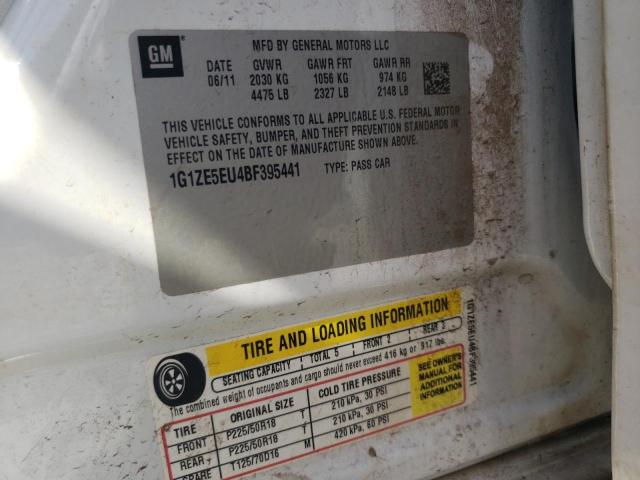 GM
MFD BY GENERAL MOTORS LLC
DATE GVWR GAWR FRT GAWR RR
06/11 2030 KG 1056 KG 974 KG
4475 LB 2327 LB 2148 LB
THIS VEHICLE CONFORMS TO ALL APPLICABLE U.S. FEDERAL MOTOR
VEHICLE SAFETY, BUMPER, AND THEFT PREVENTION STANDARDS IN
EFFECT ON THE DATE OF MANUFACTURE SHOWN ABOVE.
1G1ZE5EU4BF395441 TYPE: PASS CAR
TIRE AND LOADING INFORMATION
SEATING CAPACITY TOTAL 5 FRONT 2 REAR 3
The combined weight of occupants and cargo should never exceed 416 kg or 917 lbs.
TIRE ORIGINAL SIZE COLD TIRE PRESSURE
FRONT P225/50R18 T 210 kPa, 30 PSI
REAR P225/50R18 T 210 kPa, 30 PSI
SPARE T125/70D16 M 420 kPa, 60 PSI
SEE OWNER'S
MANUAL FOR
ADDITIONAL
INFORMATION
1G1ZE5EU4BF395441